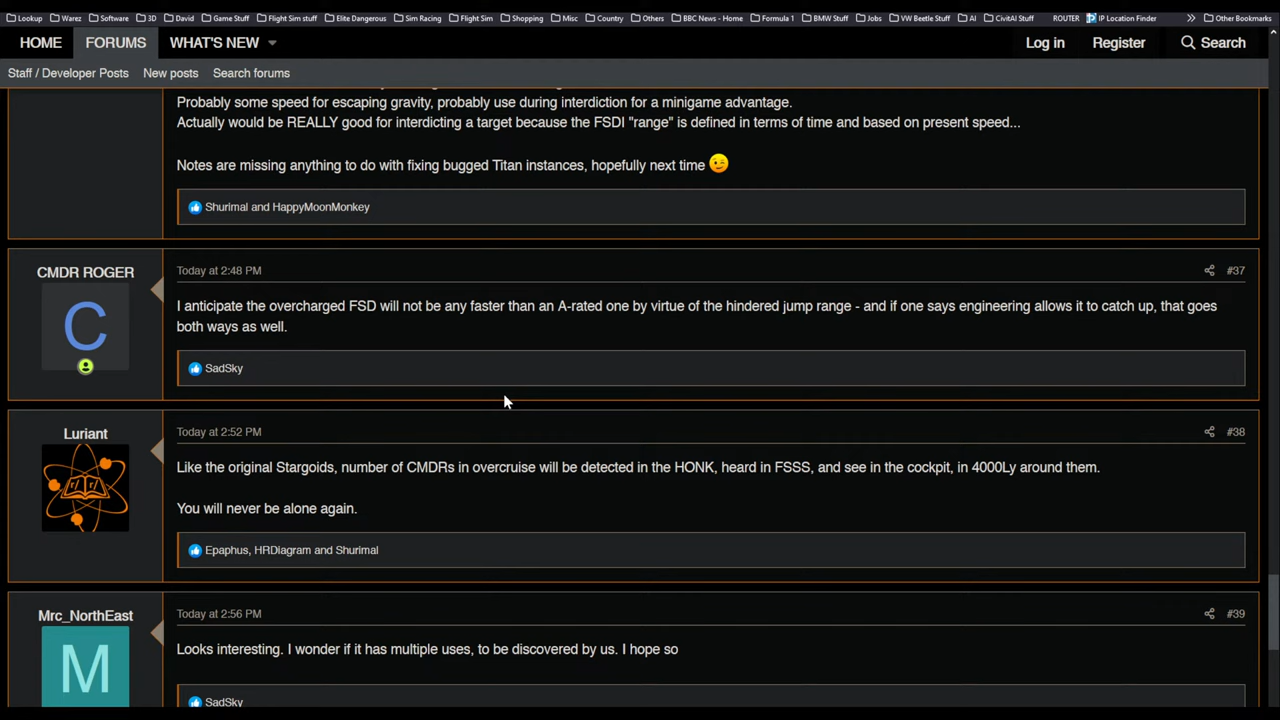 Lookup Warez Software 3D David Game Stuff Flight Sim stuff Elite Dangerous Sim Racing Flight Sim Shopping Misc Country Others BBC News - Home Formula 1 BMW Stuff Jobs VW Beetle Stuff AI CivitAI Stuff ROUTER IP Location Finder Other Bookmarks
HOME FORUMS WHAT'S NEW Log in Register Search
Staff / Developer Posts New posts Search forums
Probably some speed for escaping gravity, probably use during interdiction for a minigame advantage.
Actually would be REALLY good for interdicting a target because the FSDI "range" is defined in terms of time and based on present speed...
Notes are missing anything to do with fixing bugged Titan instances, hopefully next time 😉
Shurimal and HappyMoonMonkey
CMDR ROGER
C
Today at 2:48 PM #37
I anticipate the overcharged FSD will not be any faster than an A-rated one by virtue of the hindered jump range - and if one says engineering allows it to catch up, that goes
both ways as well.
SadSky
Luriant
Today at 2:52 PM #38
Like the original Stargoids, number of CMDRs in overcruise will be detected in the HONK, heard in FSSS, and see in the cockpit, in 4000Ly around them.
You will never be alone again.
Epaphus, HRDiagram and Shurimal
Mrc_NorthEast
M
Today at 2:56 PM #39
Looks interesting. I wonder if it has multiple uses, to be discovered by us. I hope so
SadSky